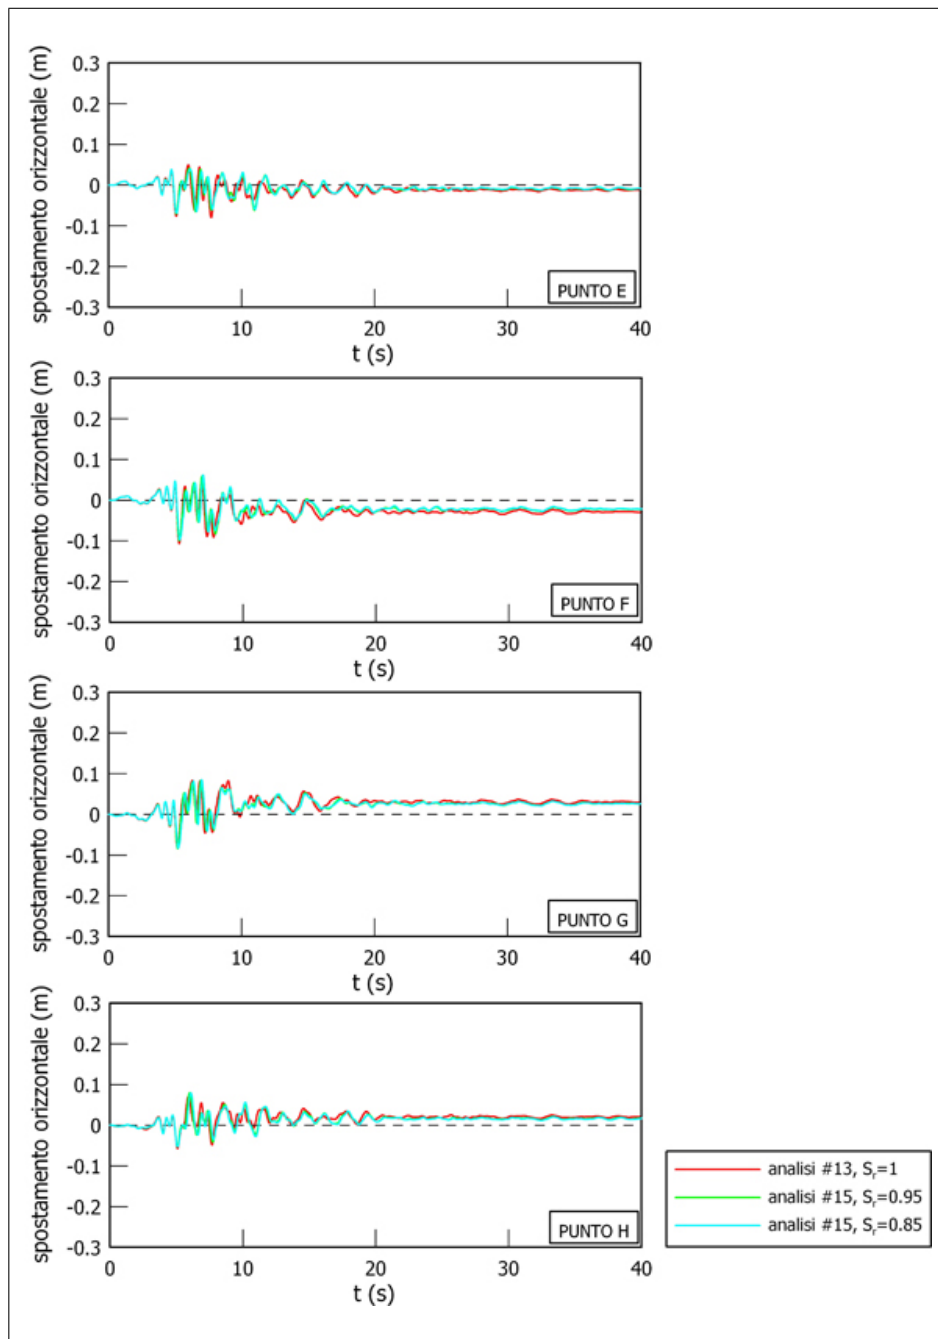 spostamento orizzontale (m)
0.3
0.2
0.1
0
-0.1
-0.2
-0.3
PUNTO E
0 10 20 30 40
t (s)
spostamento orizzontale (m)
0.3
0.2
0.1
0
-0.1
-0.2
-0.3
PUNTO F
0 10 20 30 40
t (s)
spostamento orizzontale (m)
0.3
0.2
0.1
0
-0.1
-0.2
-0.3
PUNTO G
0 10 20 30 40
t (s)
spostamento orizzontale (m)
0.3
0.2
0.1
0
-0.1
-0.2
-0.3
PUNTO H
0 10 20 30 40
t (s)
analisi #13, Sr=1
analisi #15, Sr=0.95
analisi #15, Sr=0.85